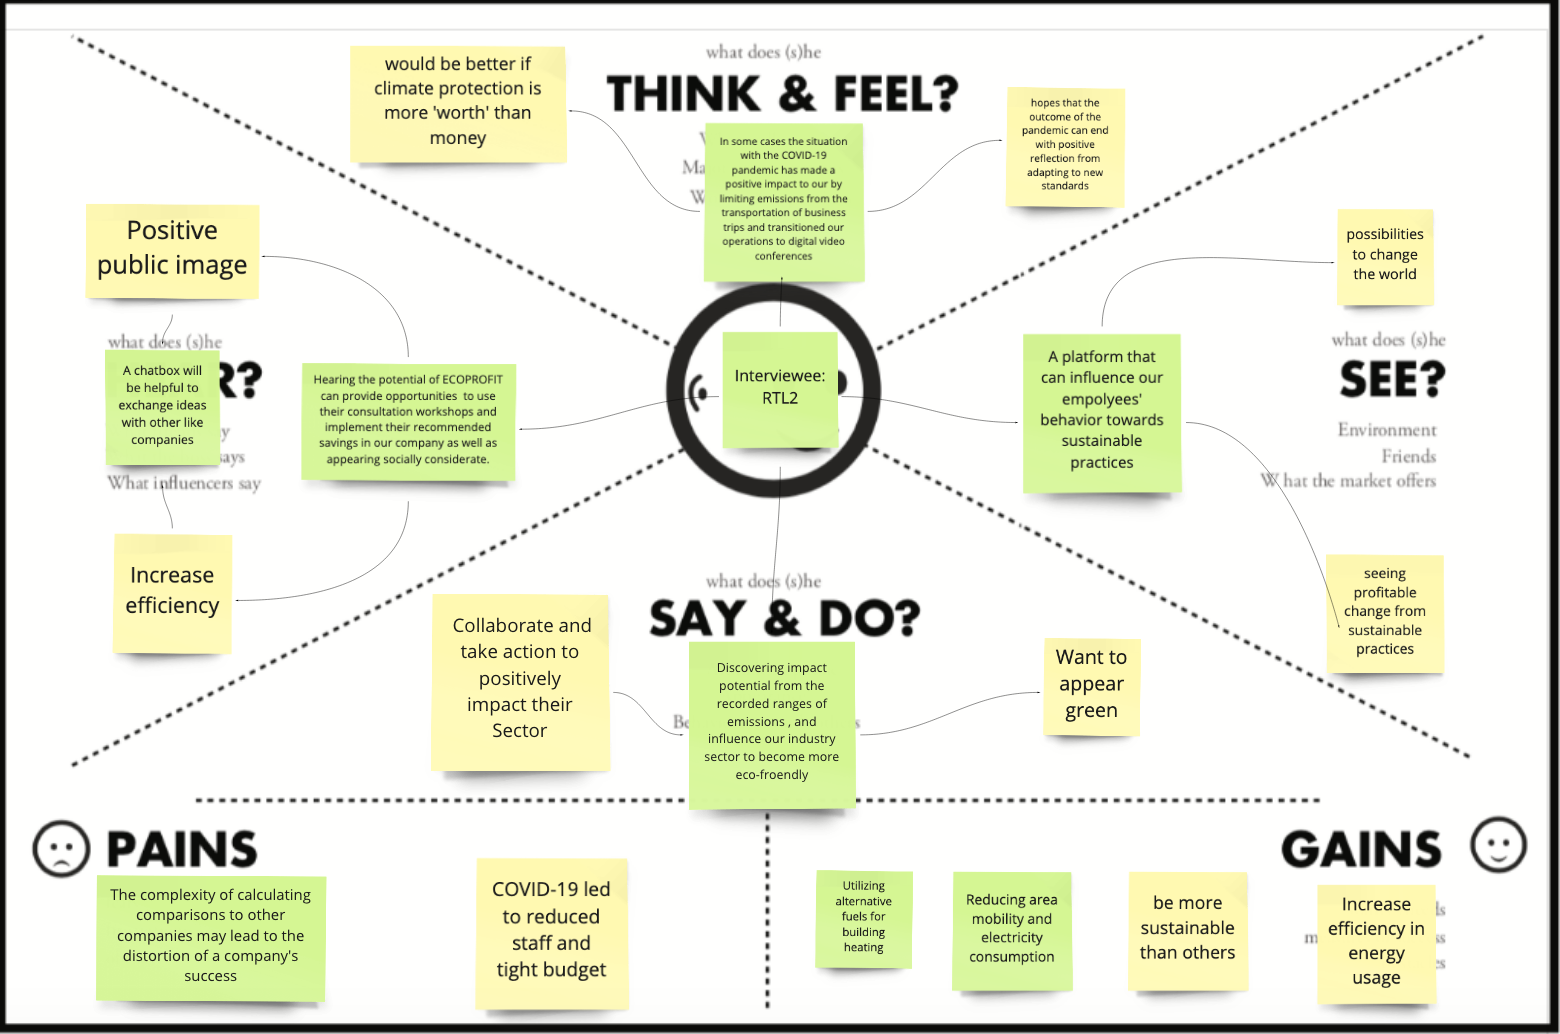 what does (s)he
THINK & FEEL?
would be better if
climate protection is
more 'worth' than
money
Ma
In some cases the situation
with the COVID-19
pandemic has made a
positive impact to our by
limiting emissions from the
transportation of business
trips and transitioned our
operations to digital video
conferences
hopes that the
outcome of the
pandemic can end
with positive
reflection from
adapting to new
standards
Positive
public image
what does (s)he
R?
A chatbox will
be helpful to
exchange ideas
with other like
companies
says
What influencers say
Increase
efficiency
Hearing the potential of ECOPROFIT
can provide opportunities to use
their consultation workshops and
implement their recommended
savings in our company as well as
appearing socially considerate.
Interviewee:
RTL2
A platform that
can influence our
empolyees'
behavior towards
sustainable
practices
possibilities
to change
the world
what does (s)he
SEE?
Environment
Friends
What the market offers
seeing
profitable
change from
sustainable
practices
what does (s)he
SAY & DO?
Collaborate and
take action to
positively
impact their
Sector
Be
s
Discovering impact
potential from the
recorded ranges of
emissions , and
influence our industry
sector to become more
eco-froendly
Want to
appear
green
PAINS
The complexity of calculating
comparisons to other
companies may lead to the
distortion of a company's
success
COVID-19 led
to reduced
staff and
tight budget
GAINS
Utilizing
alternative
fuels for
building
heating
Reducing area
mobility and
electricity
consumption
be more
sustainable
than others
Increase
efficiency in
energy
usage